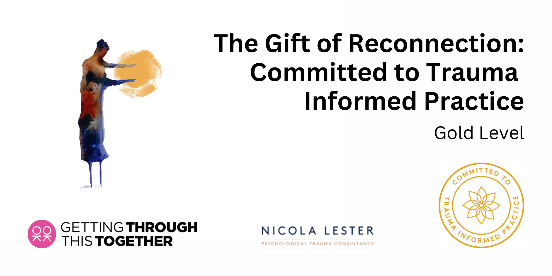 The Gift of Reconnection:
Committed to Trauma
Informed Practice
Gold Level
COMMITTED TO
TRAUMA INFORMED PRACTICE
GETTING THROUGH
THIS TOGETHER
NICOLA LESTER
PSYCHOLOGICAL TRAUMA CONSULTANCY